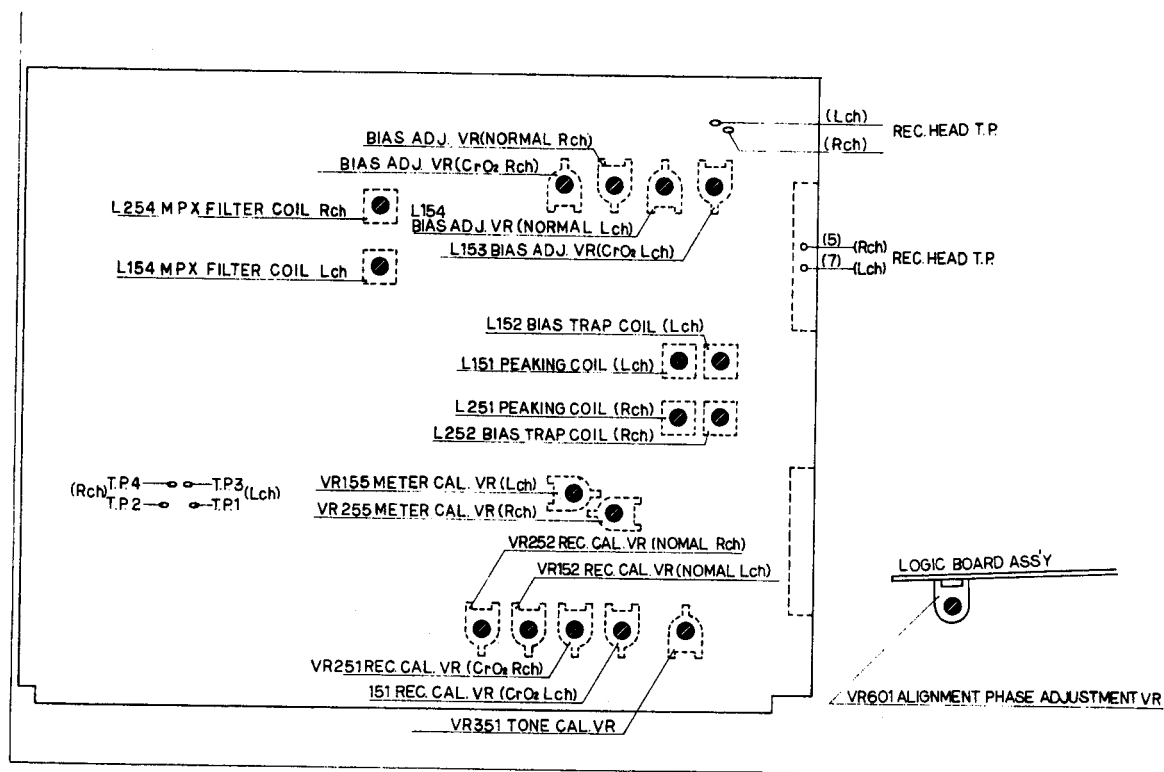 (Lch)
REC. HEAD T.P.
(Rch)
BIAS ADJ. VR(NORMAL Rch)
BIAS ADJ. VR(CrO₂ Rch)
L254 MPX FILTER COIL Rch
L154
BIAS ADJ. VR (NORMAL Lch)
L153 BIAS ADJ. VR(CrO₂ Lch)
(5) (Rch)
REC. HEAD T.P.
(7) (Lch)
L154 MPX FILTER COIL Lch
L152 BIAS TRAP COIL (Lch)
L151 PEAKING COIL (Lch)
L251 PEAKING COIL (Rch)
L252 BIAS TRAP COIL (Rch)
(Rch) T.P.4 T.P.3 (Lch)
T.P.2 T.P.1
VR155 METER CAL. VR (Lch)
VR 255 METER CAL. VR (Rch)
VR252 REC. CAL. VR (NOMAL Rch)
VR152 REC. CAL. VR (NOMAL Lch)
LOGIC BOARD ASS'Y
VR251 REC. CAL. VR (CrO₂ Rch)
151 REC. CAL. VR (CrO₂ Lch)
VR351 TONE CAL. VR
VR601 ALIGNMENT PHASE ADJUSTMENT VR